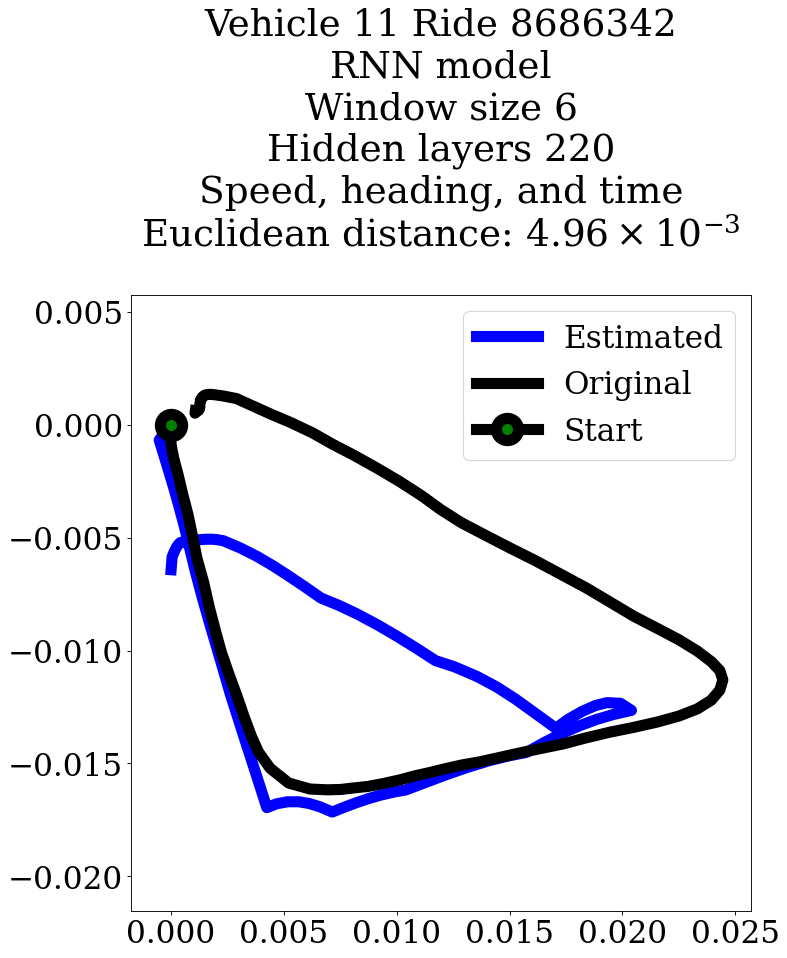 Vehicle 11 Ride 8686342
RNN model
Window size 6
Hidden layers 220
Speed, heading, and time
Euclidean distance: 4.96 × 10⁻³
Estimated
Original
Start
0.005
0.000
−0.005
−0.010
−0.015
−0.020
0.000 0.005 0.010 0.015 0.020 0.025